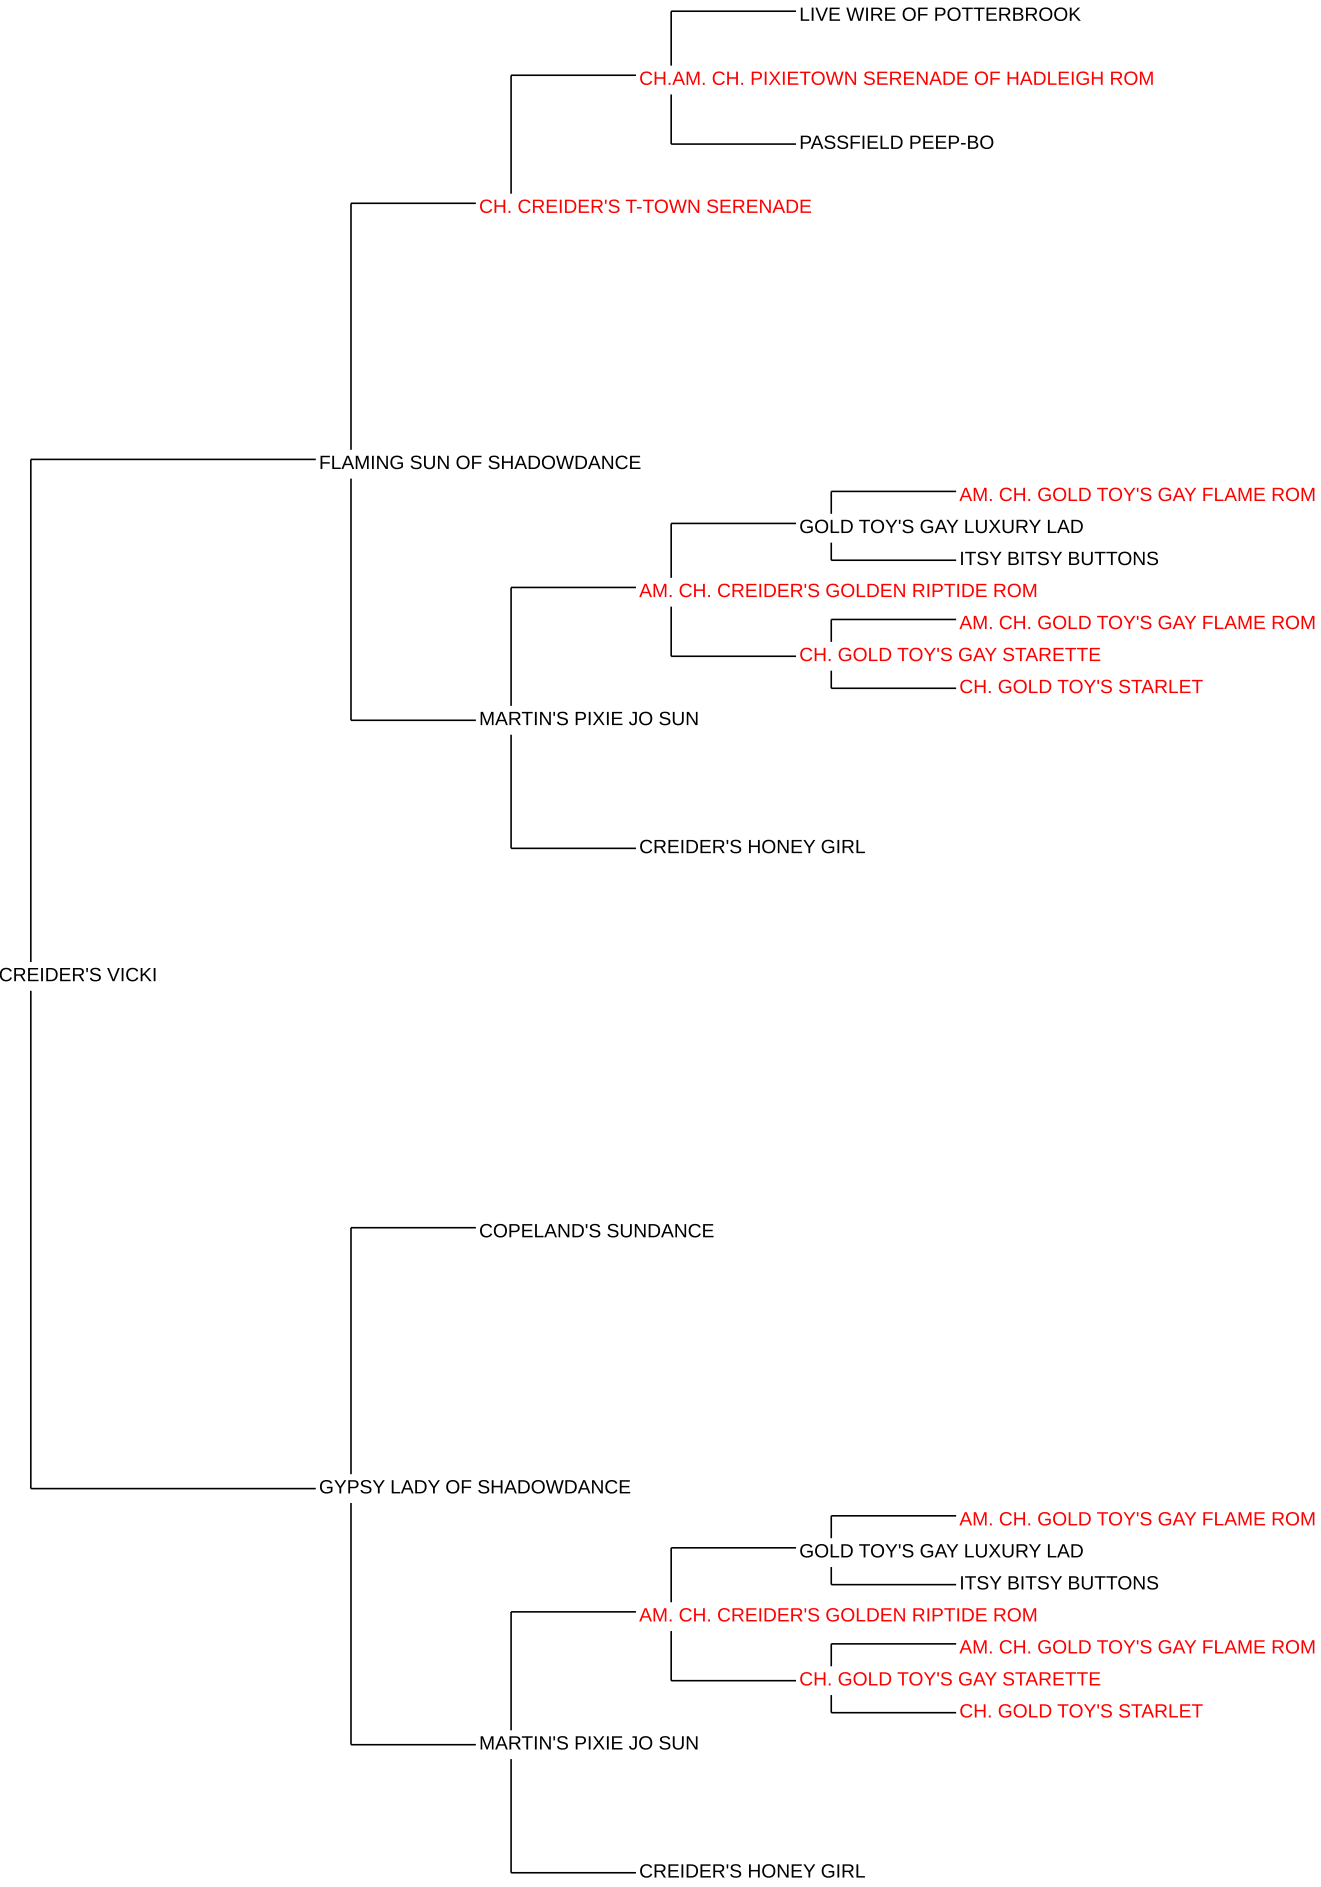 LIVE WIRE OF POTTERBROOK
CH.AM. CH. PIXIETOWN SERENADE OF HADLEIGH ROM
PASSFIELD PEEP-BO
CH. CREIDER'S T-TOWN SERENADE
FLAMING SUN OF SHADOWDANCE
AM. CH. GOLD TOY'S GAY FLAME ROM
GOLD TOY'S GAY LUXURY LAD
ITSY BITSY BUTTONS
AM. CH. CREIDER'S GOLDEN RIPTIDE ROM
AM. CH. GOLD TOY'S GAY FLAME ROM
CH. GOLD TOY'S GAY STARETTE
CH. GOLD TOY'S STARLET
MARTIN'S PIXIE JO SUN
CREIDER'S HONEY GIRL
CREIDER'S VICKI
COPELAND'S SUNDANCE
GYPSY LADY OF SHADOWDANCE
AM. CH. GOLD TOY'S GAY FLAME ROM
GOLD TOY'S GAY LUXURY LAD
ITSY BITSY BUTTONS
AM. CH. CREIDER'S GOLDEN RIPTIDE ROM
AM. CH. GOLD TOY'S GAY FLAME ROM
CH. GOLD TOY'S GAY STARETTE
CH. GOLD TOY'S STARLET
MARTIN'S PIXIE JO SUN
CREIDER'S HONEY GIRL